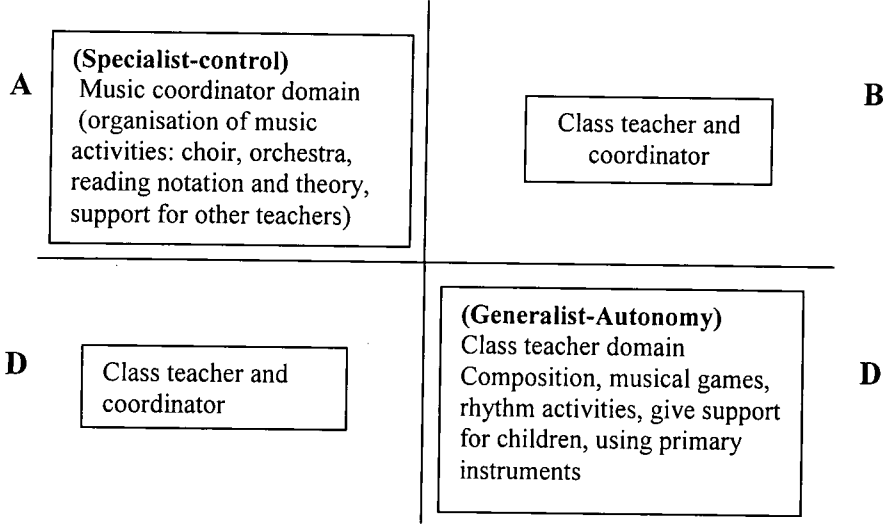 A
(Specialist-control)
Music coordinator domain
(organisation of music
activities: choir, orchestra,
reading notation and theory,
support for other teachers)
B
Class teacher and
coordinator
D
Class teacher and
coordinator
(Generalist-Autonomy)
Class teacher domain
Composition, musical games,
rhythm activities, give support
for children, using primary
instruments
D